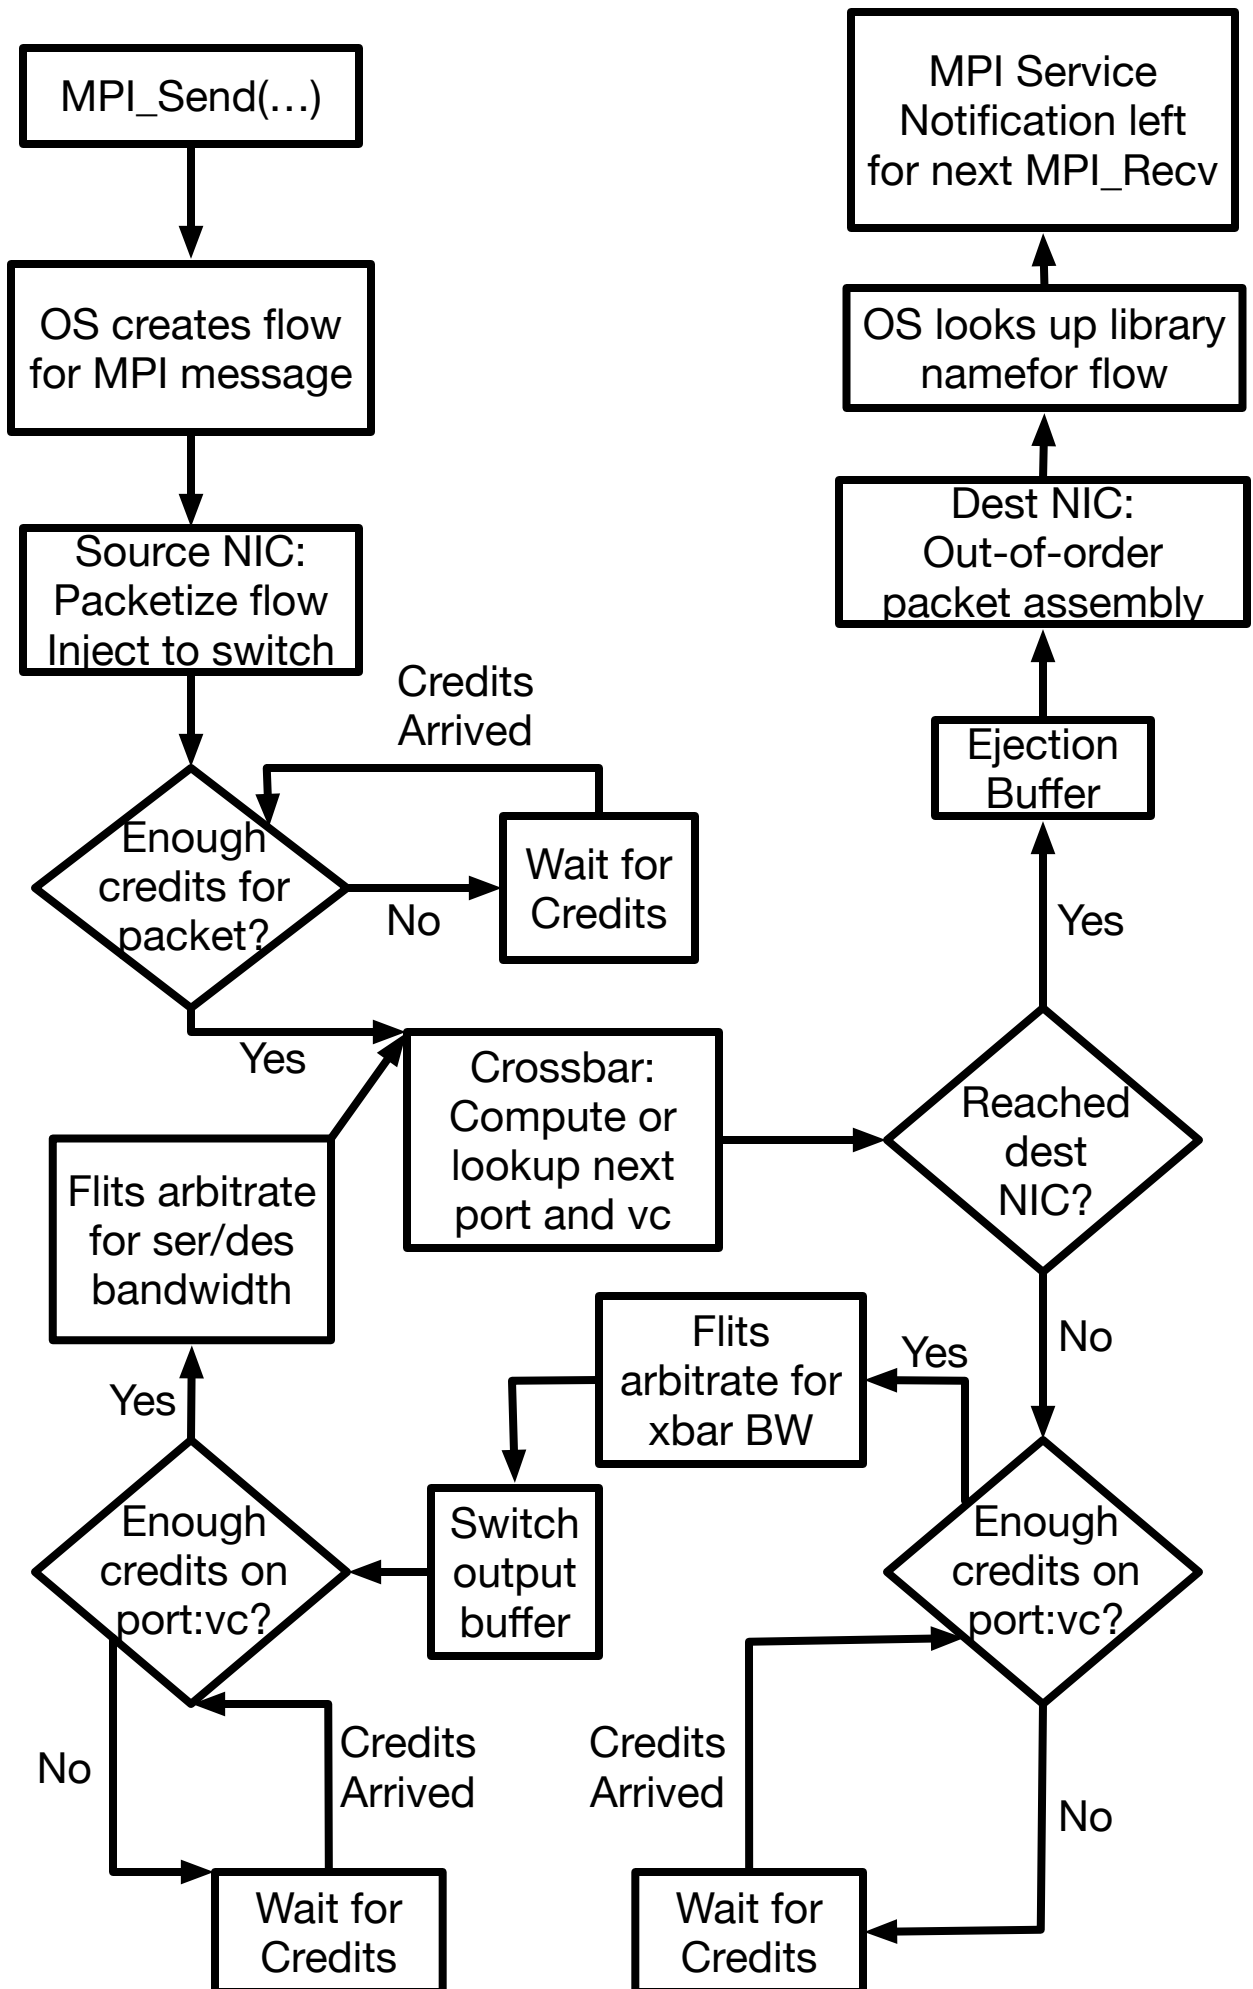 MPI_Send(...)
OS creates flow
for MPI message
Source NIC:
Packetize flow
Inject to switch
Credits
Arrived
Enough
credits for
packet?
No
Wait for
Credits
Yes
Crossbar:
Compute or
lookup next
port and vc
Flits arbitrate
for ser/des
bandwidth
Yes
Enough
credits on
port:vc?
No
Credits
Arrived
Wait for
Credits
Switch
output
buffer
Flits
arbitrate for
xbar BW
Yes
MPI Service
Notification left
for next MPI_Recv
OS looks up library
namefor flow
Dest NIC:
Out-of-order
packet assembly
Ejection
Buffer
Yes
Reached
dest
NIC?
No
Enough
credits on
port:vc?
Credits
Arrived
No
Wait for
Credits